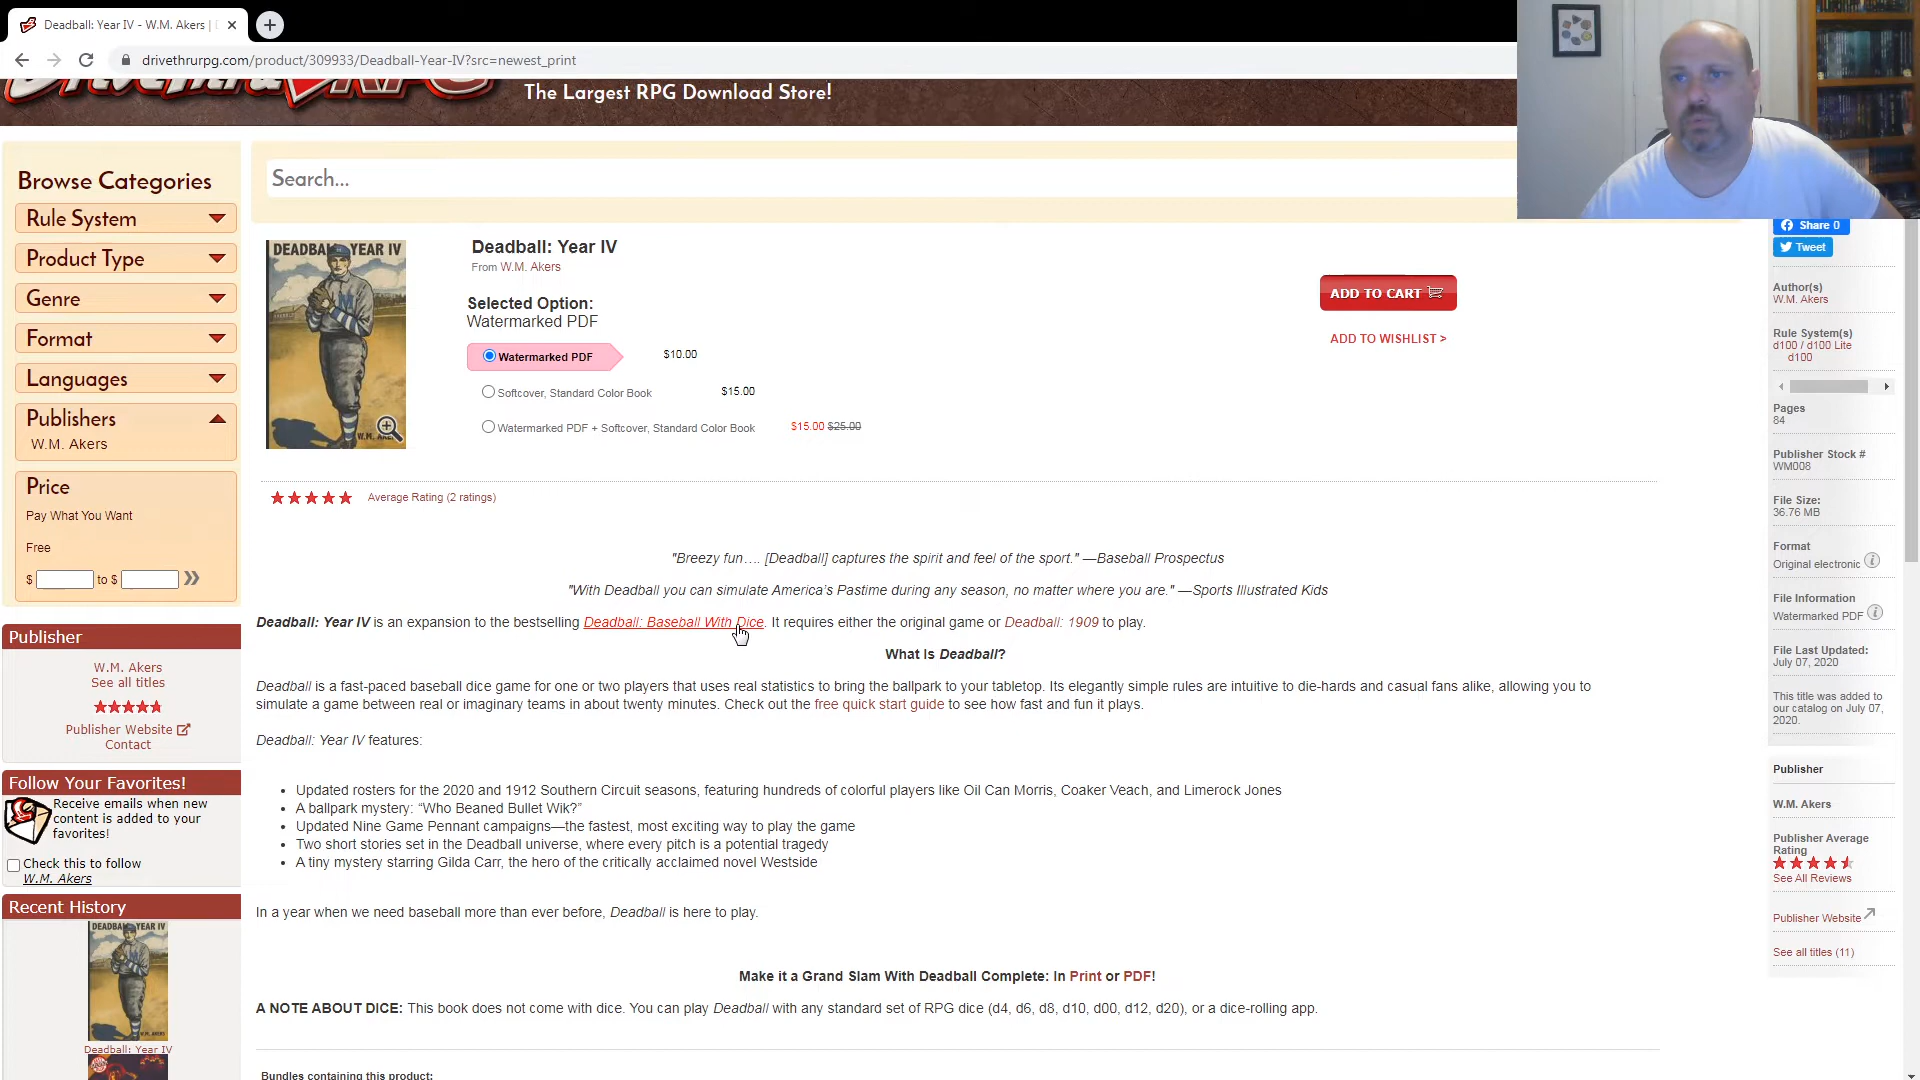 Deadball: Year IV - W.M. Akers |
drivethrurpg.com/product/309933/Deadball-Year-IV?src=newest_print
DriveThruRPG
The Largest RPG Download Store!
Browse Categories
Rule System
Product Type
Genre
Format
Languages
Publishers
W.M. Akers
Price
Pay What You Want
Free
$ to $ »
Publisher
W.M. Akers
See all titles
Publisher Website
Contact
Follow Your Favorites!
Receive emails when new
content is added to your
favorites!
Check this to follow
W.M. Akers
Recent History
DEADBALL YEAR IV
Deadball: Year IV
Search...
DEADBALL: YEAR IV
W.M. AK
Deadball: Year IV
From W.M. Akers
Selected Option:
Watermarked PDF
Watermarked PDF $10.00
Softcover, Standard Color Book $15.00
Watermarked PDF + Softcover, Standard Color Book $15.00 $25.00
ADD TO CART
ADD TO WISHLIST >
Average Rating (2 ratings)
"Breezy fun…. [Deadball] captures the spirit and feel of the sport." —Baseball Prospectus
"With Deadball you can simulate America's Pastime during any season, no matter where you are." —Sports Illustrated Kids
Deadball: Year IV is an expansion to the bestselling Deadball: Baseball With Dice. It requires either the original game or Deadball: 1909 to play.
What Is Deadball?
Deadball is a fast-paced baseball dice game for one or two players that uses real statistics to bring the ballpark to your tabletop. Its elegantly simple rules are intuitive to die-hards and casual fans alike, allowing you to
simulate a game between real or imaginary teams in about twenty minutes. Check out the free quick start guide to see how fast and fun it plays.
Deadball: Year IV features:
• Updated rosters for the 2020 and 1912 Southern Circuit seasons, featuring hundreds of colorful players like Oil Can Morris, Coaker Veach, and Limerock Jones
• A ballpark mystery: “Who Beaned Bullet Wik?”
• Updated Nine Game Pennant campaigns—the fastest, most exciting way to play the game
• Two short stories set in the Deadball universe, where every pitch is a potential tragedy
• A tiny mystery starring Gilda Carr, the hero of the critically acclaimed novel Westside
In a year when we need baseball more than ever before, Deadball is here to play.
Make it a Grand Slam With Deadball Complete: In Print or PDF!
A NOTE ABOUT DICE: This book does not come with dice. You can play Deadball with any standard set of RPG dice (d4, d6, d8, d10, d00, d12, d20), or a dice-rolling app.
Bundles containing this product:
Share 0
Tweet
Author(s)
W.M. Akers
Rule System(s)
d100 / d100 Lite
d100
Pages
84
Publisher Stock #
WM008
File Size:
36.76 MB
Format
Original electronic
File Information
Watermarked PDF
File Last Updated:
July 07, 2020
This title was added to
our catalog on July 07,
2020.
Publisher
W.M. Akers
Publisher Average
Rating
See All Reviews
Publisher Website
See all titles (11)